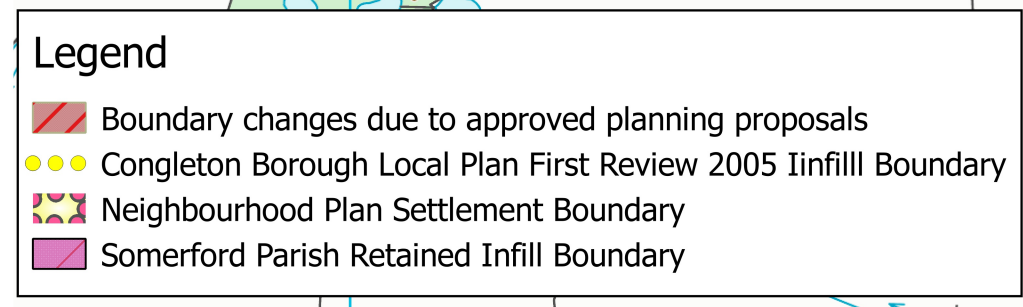 Legend
Boundary changes due to approved planning proposals
Congleton Borough Local Plan First Review 2005 Iinfilll Boundary
Neighbourhood Plan Settlement Boundary
Somerford Parish Retained Infill Boundary